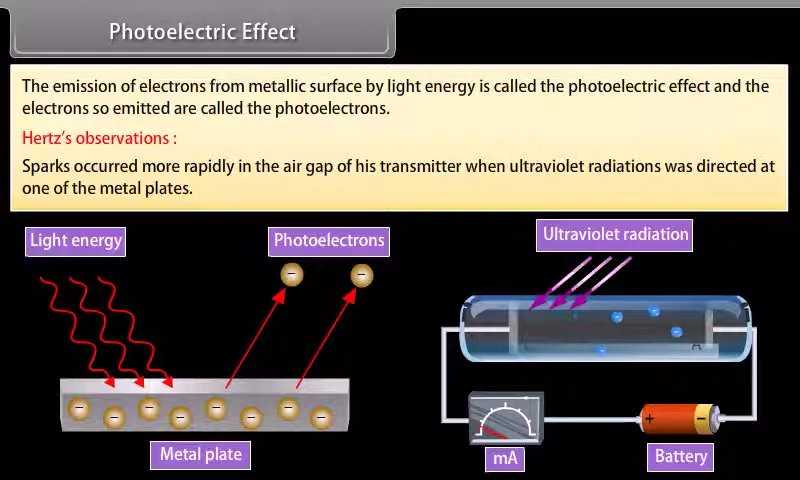 Photoelectric Effect
The emission of electrons from metallic surface by light energy is called the photoelectric effect and the
electrons so emitted are called the photoelectrons.
Hertz's observations :
Sparks occurred more rapidly in the air gap of his transmitter when ultraviolet radiations was directed at
one of the metal plates.
Light energy
Photoelectrons
Ultraviolet radiation
A
+
−
Metal plate
mA
Battery